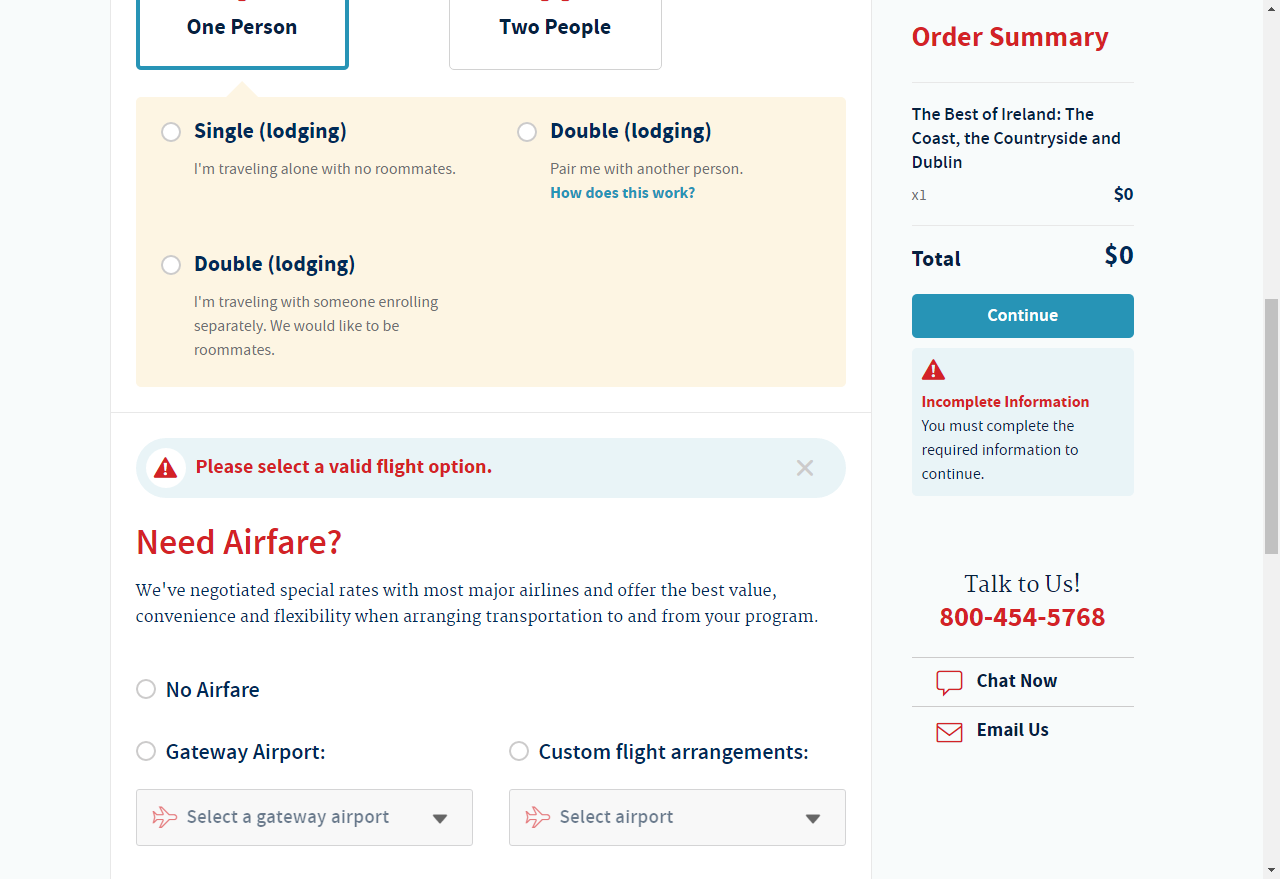 One Person
Two People
Single (lodging)
I'm traveling alone with no roommates.
Double (lodging)
Pair me with another person.
How does this work?
Double (lodging)
I'm traveling with someone enrolling
separately. We would like to be
roommates.
Please select a valid flight option.
Need Airfare?
We've negotiated special rates with most major airlines and offer the best value,
convenience and flexibility when arranging transportation to and from your program.
No Airfare
Gateway Airport:
Select a gateway airport
Custom flight arrangements:
Select airport
Order Summary
The Best of Ireland: The
Coast, the Countryside and
Dublin
x1 $0
Total $0
Continue
Incomplete Information
You must complete the
required information to
continue.
Talk to Us!
800-454-5768
Chat Now
Email Us